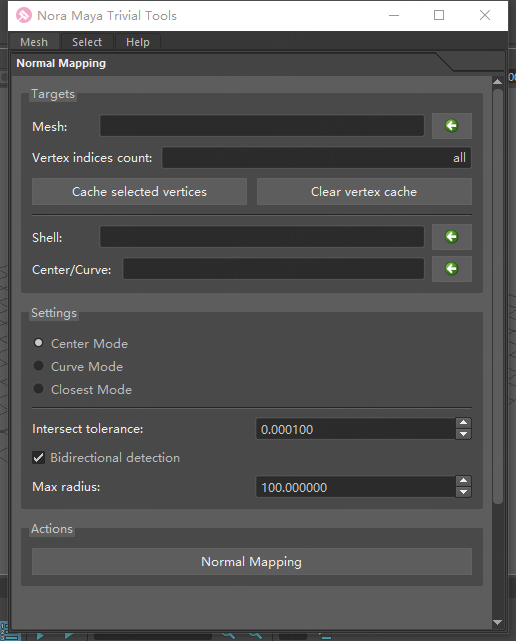 Nora Maya Trivial Tools
Mesh Select Help
Normal Mapping
Targets
Mesh:
Vertex indices count: all
Cache selected vertices Clear vertex cache
Shell:
Center/Curve:
Settings
Center Mode
Curve Mode
Closest Mode
Intersect tolerance: 0.000100
Bidirectional detection
Max radius: 100.000000
Actions
Normal Mapping